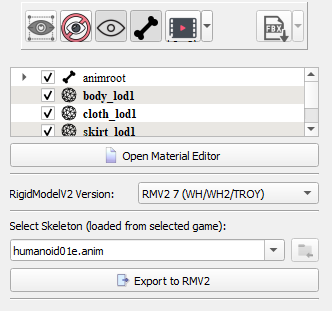 FBX
animroot
body_lod1
cloth_lod1
skirt_lod1
Open Material Editor
RigidModelV2 Version:
RMV2 7 (WH/WH2/TROY)
Select Skeleton (loaded from selected game):
humanoid01e.anim
Export to RMV2